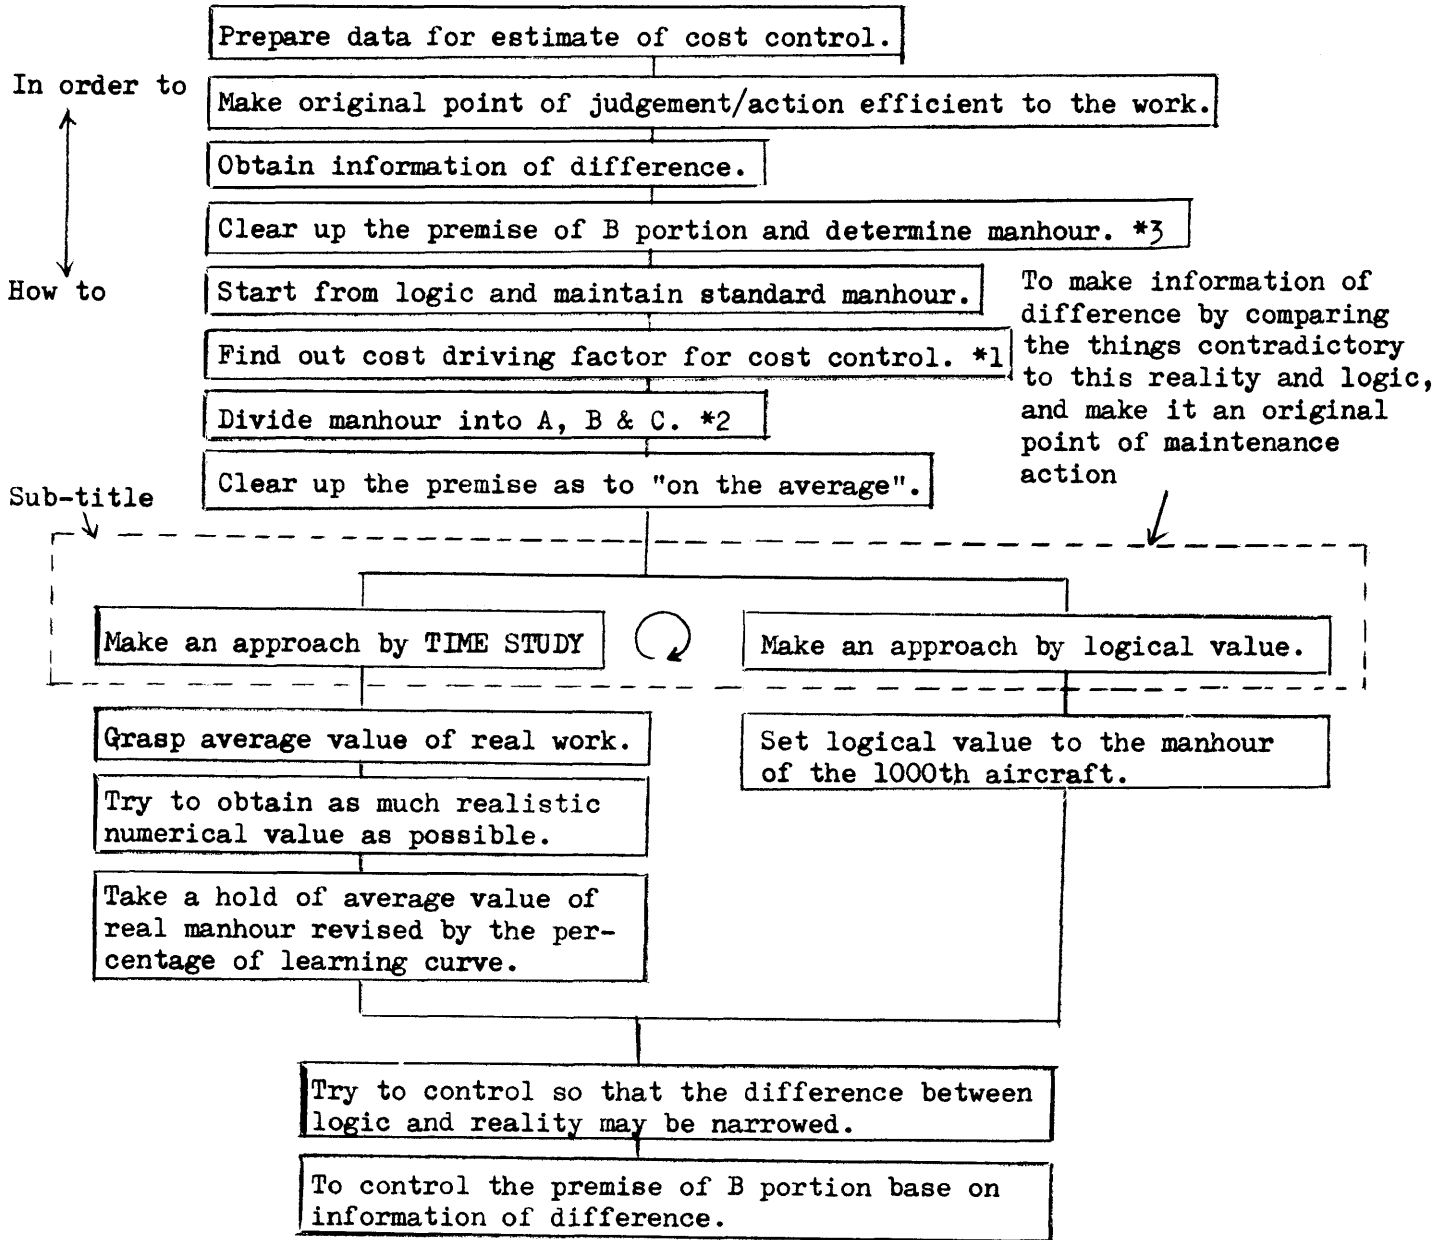 Prepare data for estimate of cost control.
In order to
Make original point of judgement/action efficient to the work.
Obtain information of difference.
Clear up the premise of B portion and determine manhour. *3
How to
Start from logic and maintain standard manhour.
Find out cost driving factor for cost control. *1
Divide manhour into A, B & C. *2
Clear up the premise as to "on the average".
To make information of
difference by comparing
the things contradictory
to this reality and logic,
and make it an original
point of maintenance
action
Sub-title
Make an approach by TIME STUDY
Make an approach by logical value.
Grasp average value of real work.
Try to obtain as much realistic
numerical value as possible.
Take a hold of average value of
real manhour revised by the per-
centage of learning curve.
Set logical value to the manhour
of the 1000th aircraft.
Try to control so that the difference between
logic and reality may be narrowed.
To control the premise of B portion base on
information of difference.